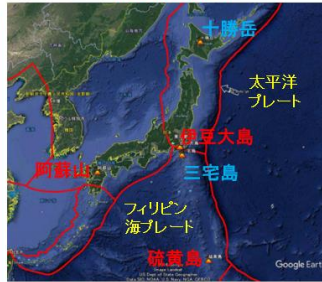 十勝岳
太平洋
プレート
伊豆大島
阿蘇山
三宅島
フィリピン
海プレート
硫黄島
Google Earth